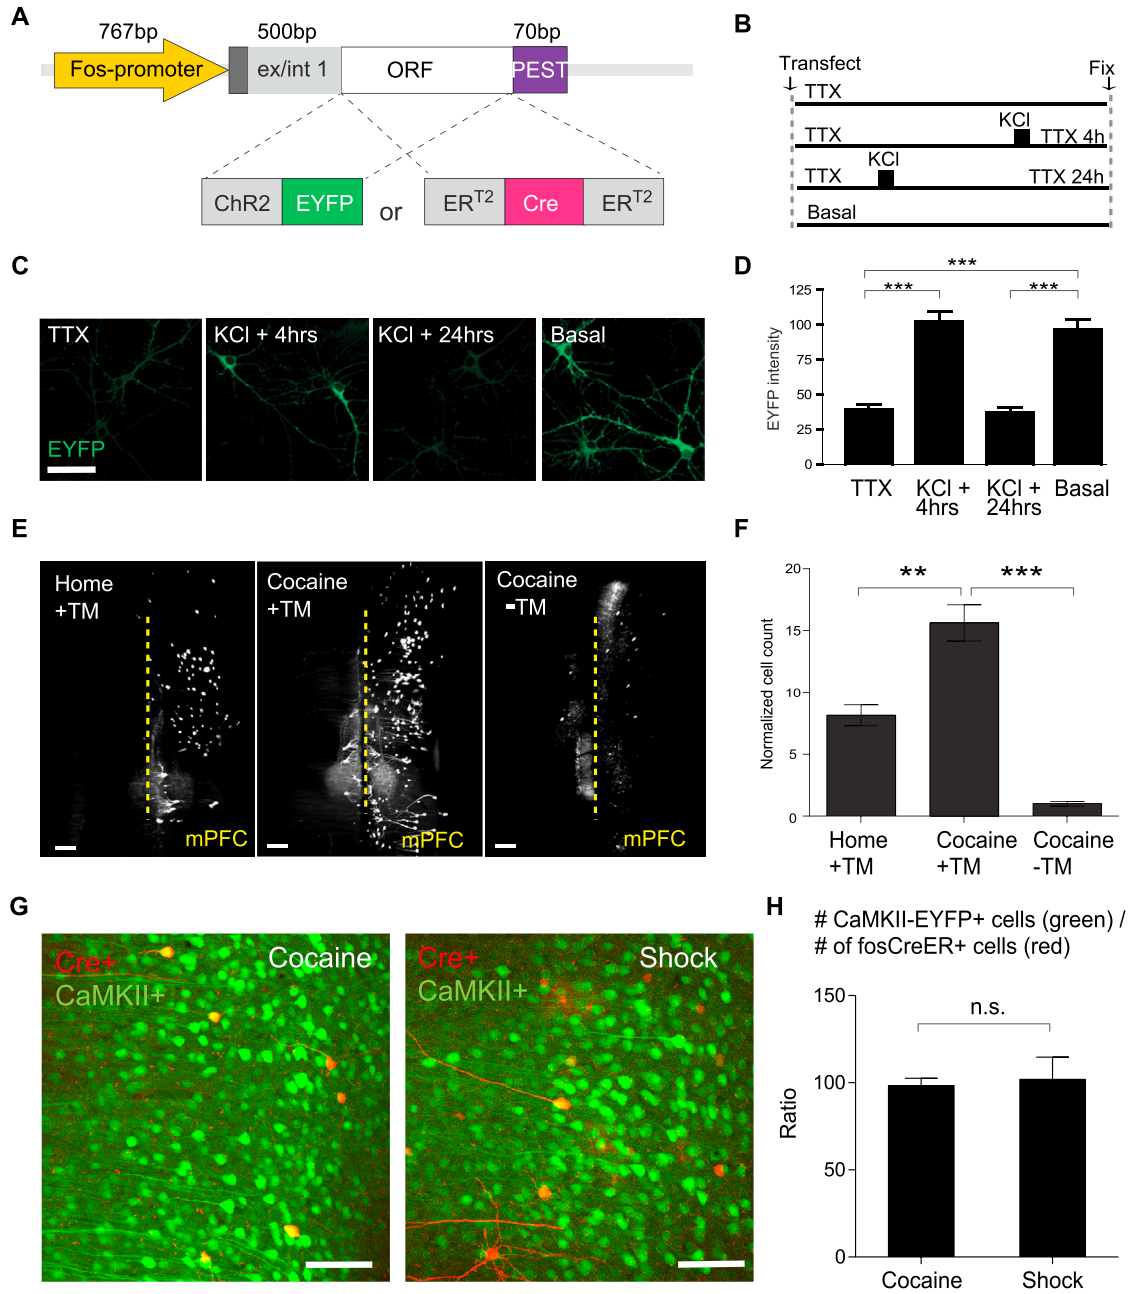 A
767bp
500bp
70bp
Fos-promoter
ex/int 1
ORF
PEST
ChR2
EYFP
or
ER^T2
Cre
ER^T2
B
Transfect
Fix
TTX
KCl
TTX
TTX 4h
KCl
TTX
TTX 24h
Basal
C
TTX
KCl + 4hrs
KCl + 24hrs
Basal
EYFP
D
***
***
***
EYFP intensity
125
100
75
50
25
0
TTX
KCl +
4hrs
KCl +
24hrs
Basal
E
Home
+TM
mPFC
Cocaine
+TM
mPFC
Cocaine
-TM
mPFC
F
**
***
Normalized cell count
20
15
10
5
0
Home
+TM
Cocaine
+TM
Cocaine
-TM
G
Cre+
CaMKII+
Cocaine
Cre+
CaMKII+
Shock
H
# CaMKII-EYFP+ cells (green) /
# of fosCreER+ cells (red)
n.s.
Ratio
150
100
50
0
Cocaine
Shock